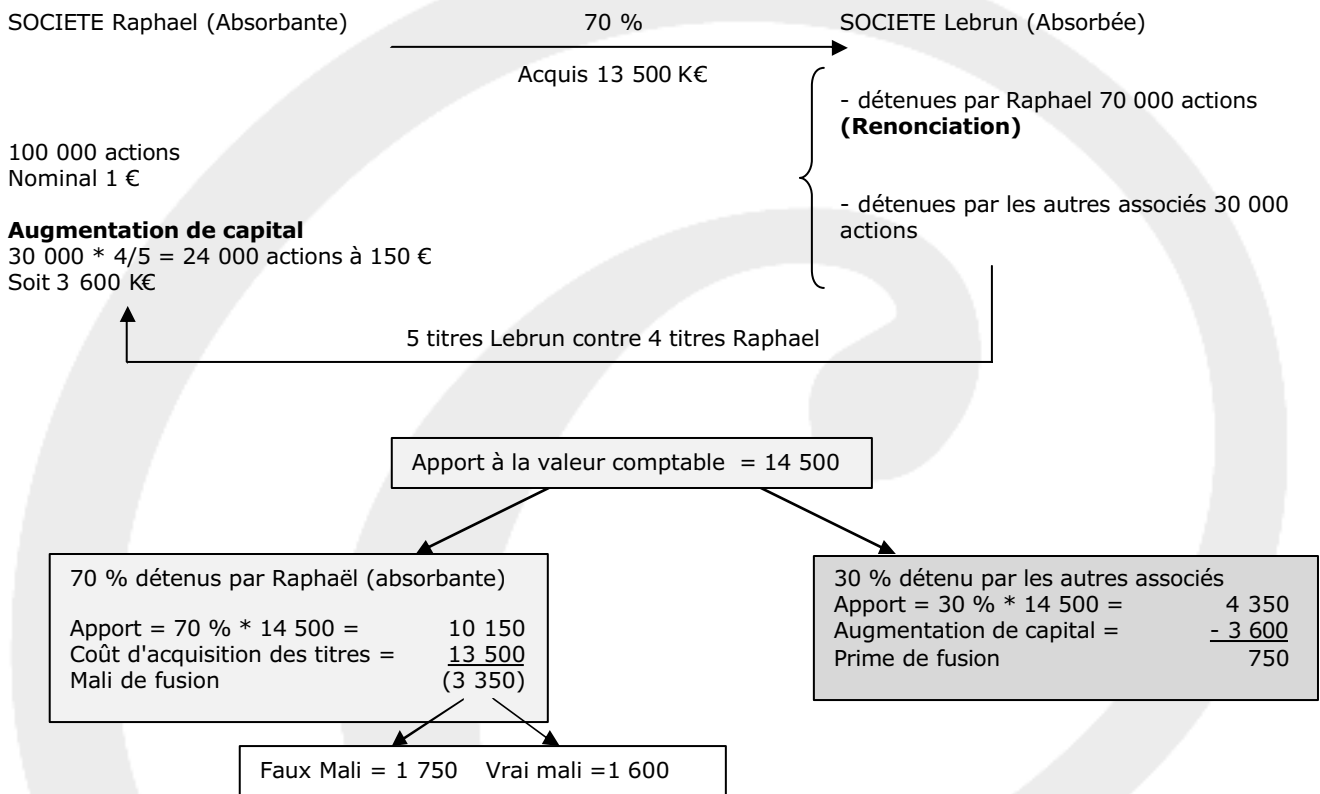 SOCIETE Raphael (Absorbante) 70 % SOCIETE Lebrun (Absorbée)
Acquis 13 500 K€
- détenues par Raphael 70 000 actions
(Renonciation)
100 000 actions
Nominal 1 €
- détenues par les autres associés 30 000
actions
Augmentation de capital
30 000 * 4/5 = 24 000 actions à 150 €
Soit 3 600 K€
5 titres Lebrun contre 4 titres Raphael
Apport à la valeur comptable = 14 500
70 % détenus par Raphaël (absorbante)
Apport = 70 % * 14 500 = 10 150
Coût d'acquisition des titres = 13 500
Mali de fusion (3 350)
30 % détenu par les autres associés
Apport = 30 % * 14 500 = 4 350
Augmentation de capital = - 3 600
Prime de fusion 750
Faux Mali = 1 750 Vrai mali =1 600